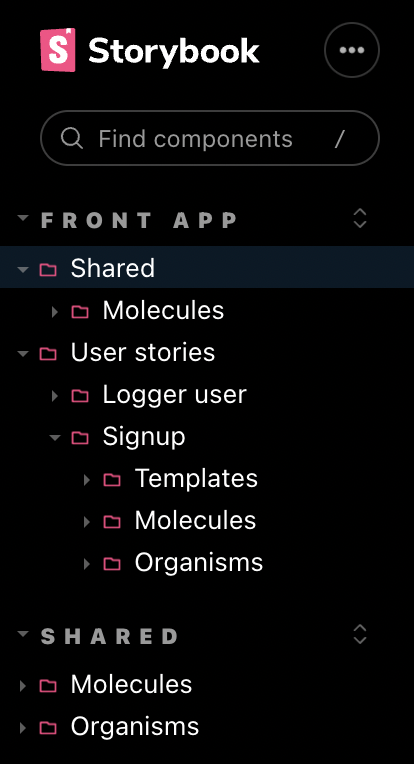 Storybook
Find components /
FRONT APP
Shared
Molecules
User stories
Logger user
Signup
Templates
Molecules
Organisms
SHARED
Molecules
Organisms